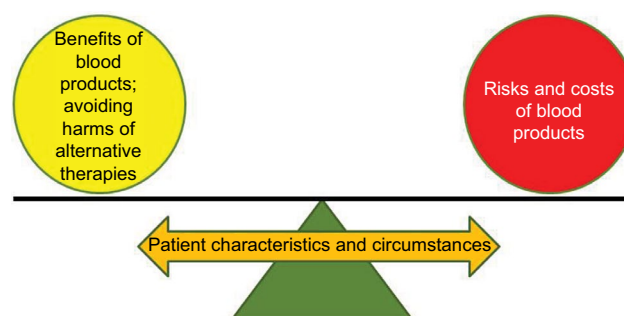 Benefits of
blood
products;
avoiding
harms of
alternative
therapies
Risks and costs
of blood
products
Patient characteristics and circumstances